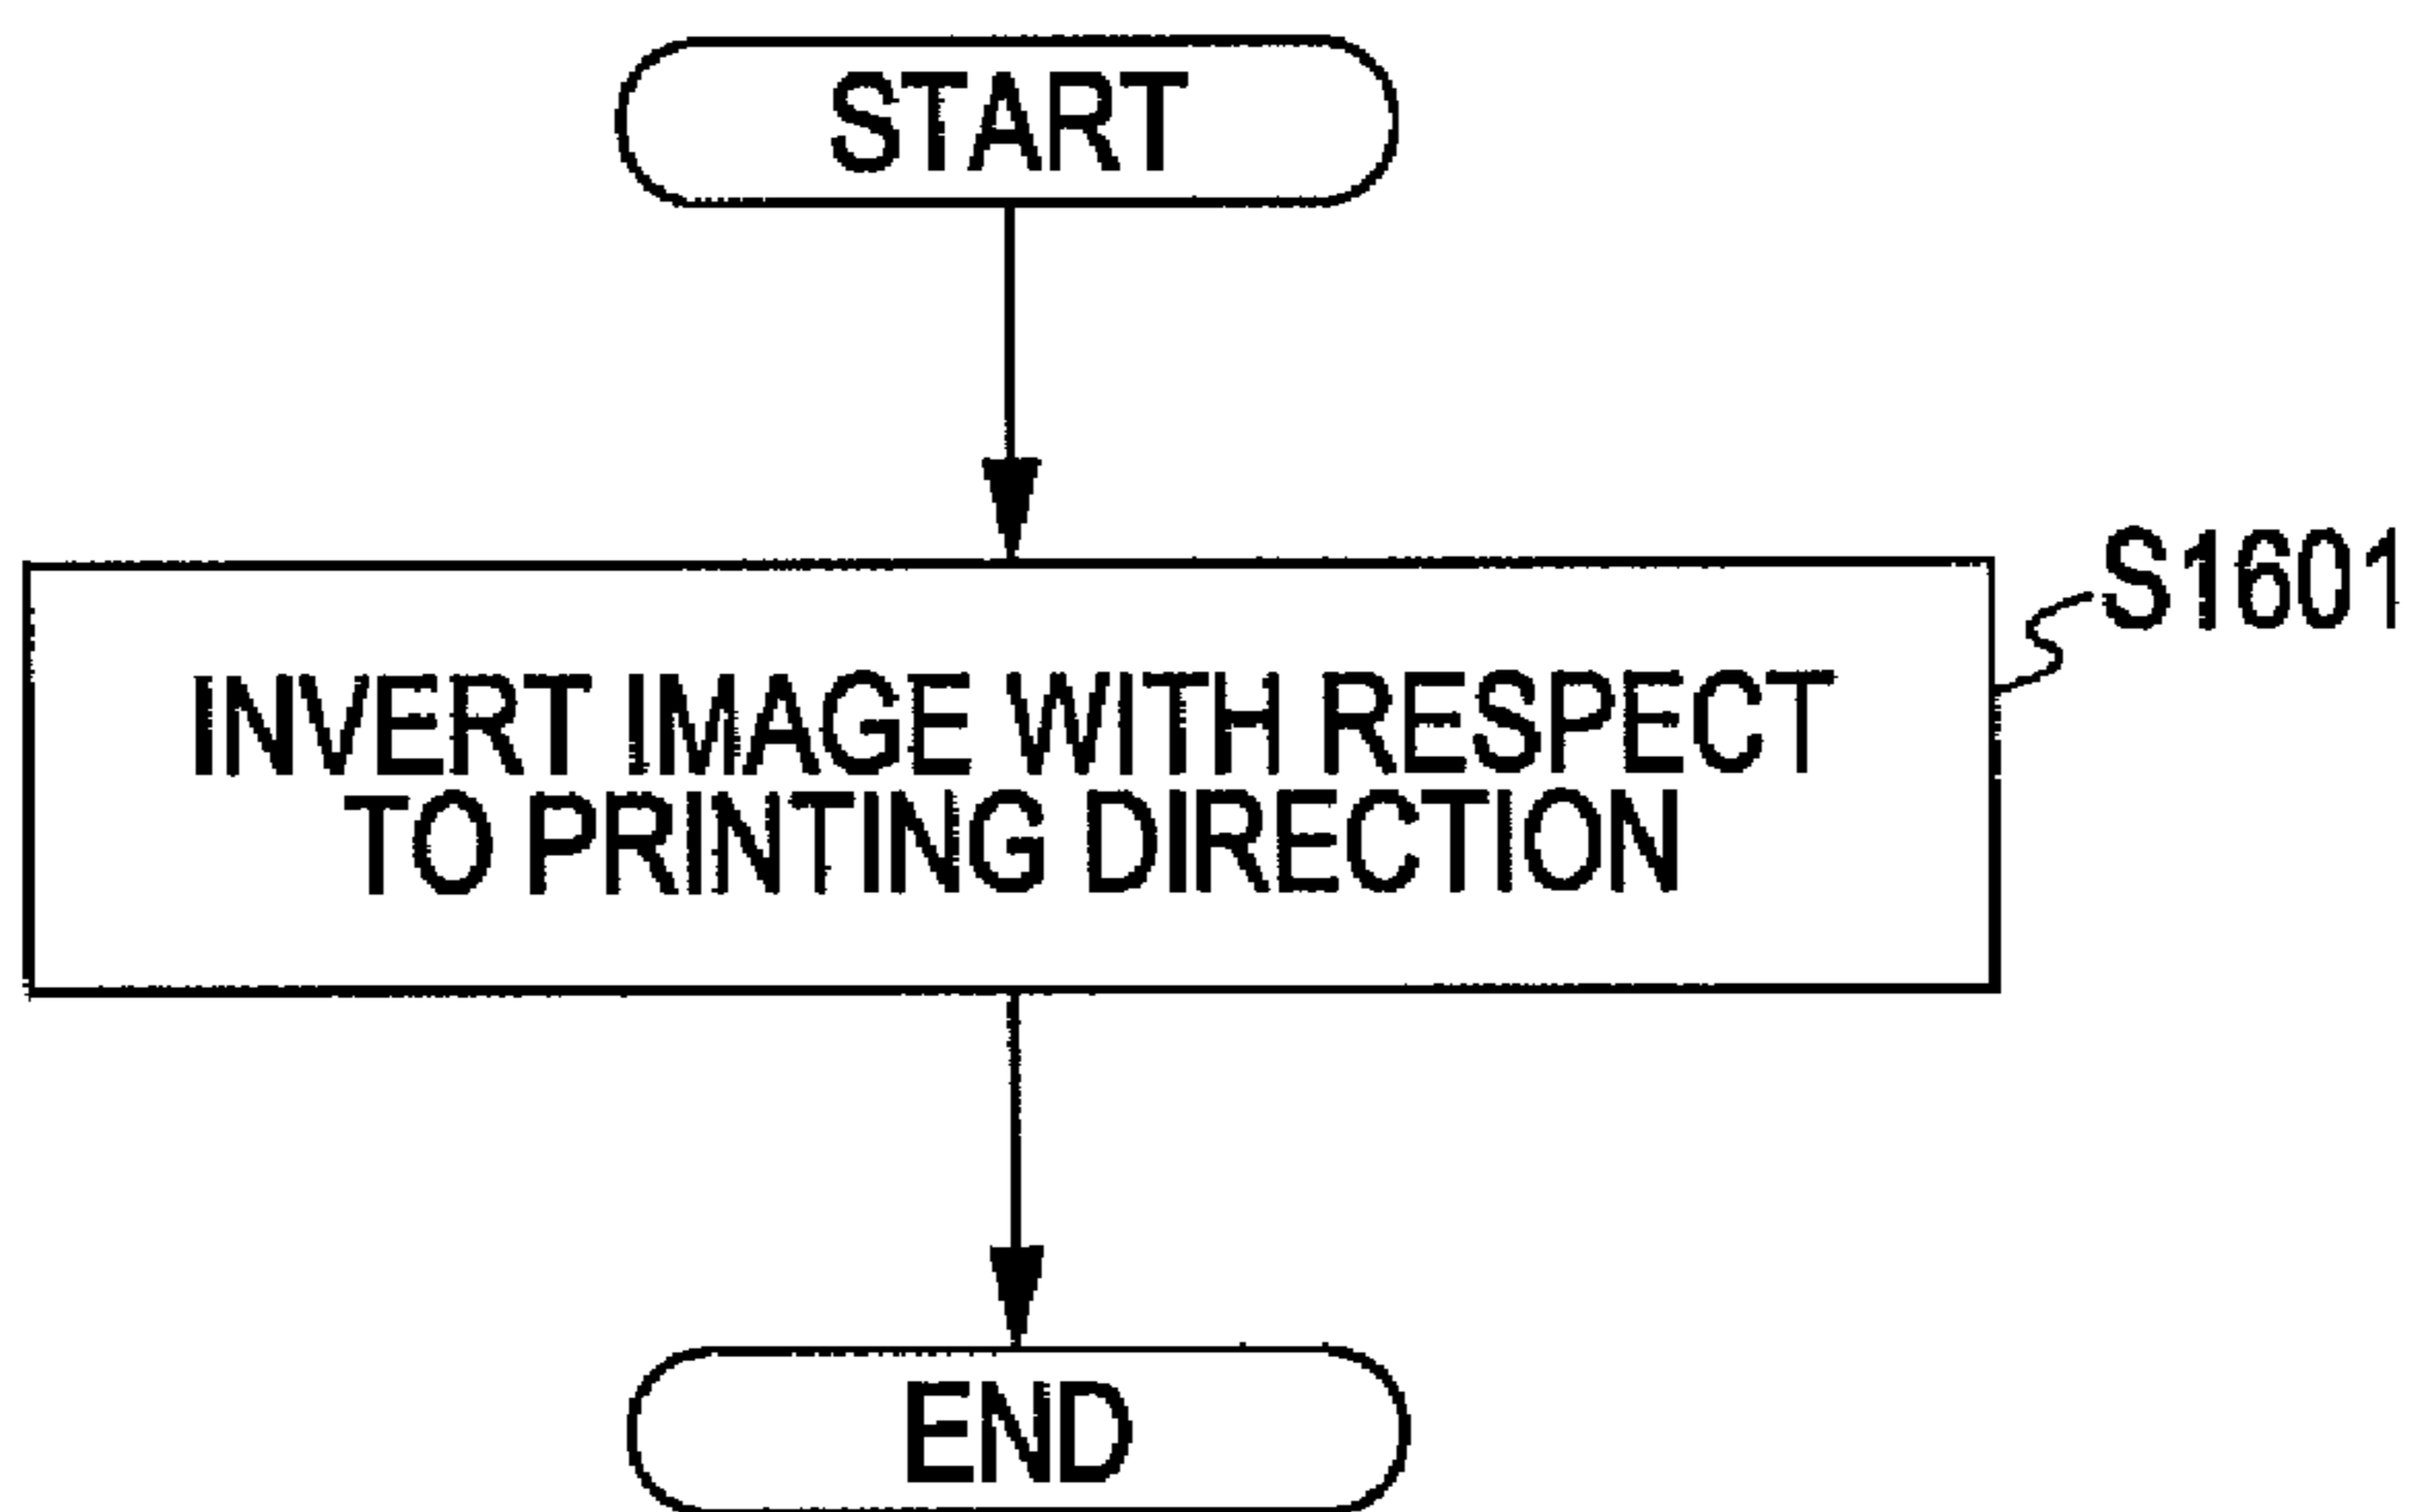 START
S1601
INVERT IMAGE WITH RESPECT
TO PRINTING DIRECTION
END